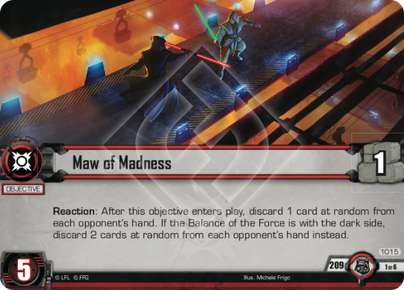 Maw of Madness
1
OBJECTIVE
Reaction: After this objective enters play, discard 1 card at random from
each opponent's hand. If the Balance of the Force is with the dark side,
discard 2 cards at random from each opponent's hand instead.
1015
5
© LFL © FFG
Illus. Michele Frigo
209
1 of 6